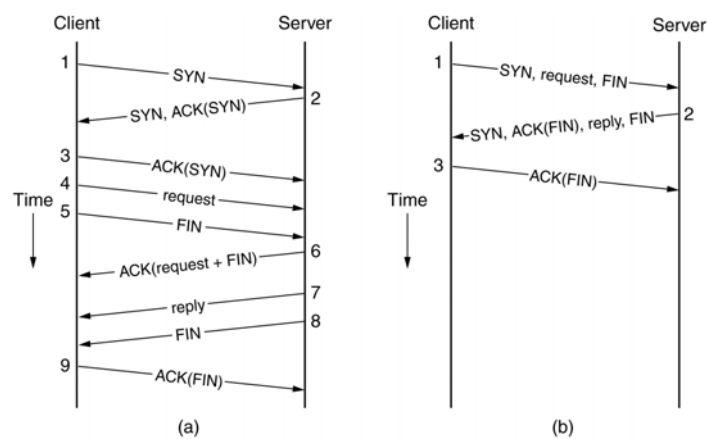 Client
Server
1
SYN
2
SYN, ACK(SYN)
3
ACK(SYN)
4
request
Time
5
FIN
6
ACK(request + FIN)
7
reply
8
FIN
9
ACK(FIN)
(a)
Client
Server
1
SYN, request, FIN
2
SYN, ACK(FIN), reply, FIN
3
ACK(FIN)
Time
(b)